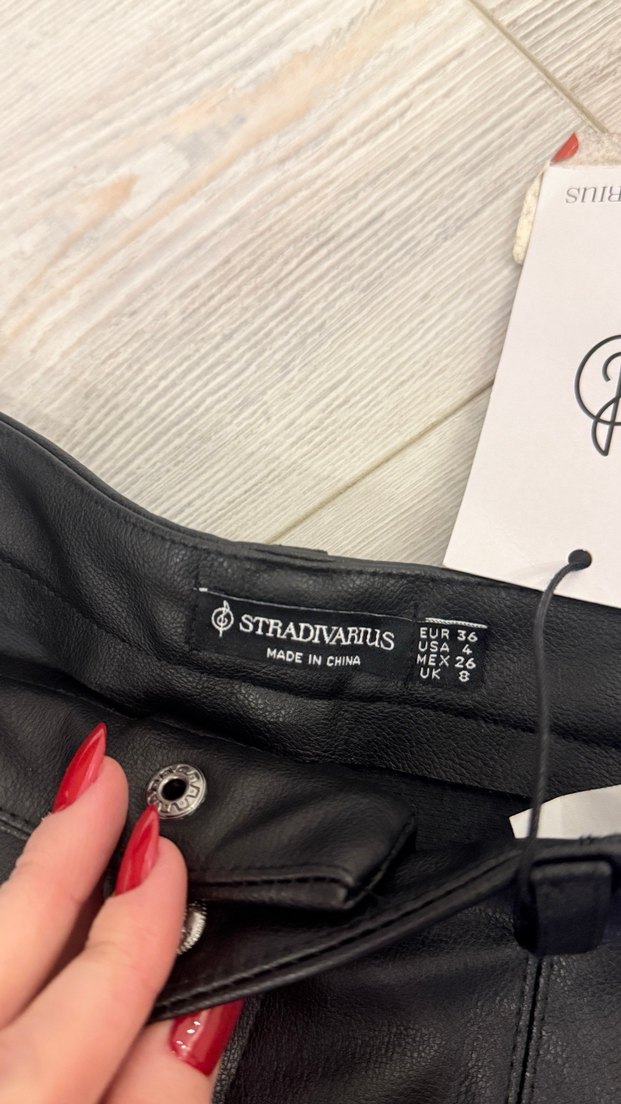 STRADIVARIUS
MADE IN CHINA
EUR 36
USA 4
MEX 26
UK 8